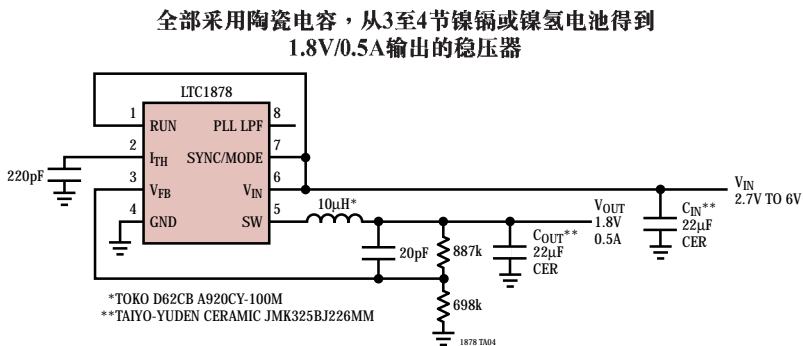 全部采用陶瓷电容，从3至4节镍镉或镍氢电池得到
1.8V/0.5A输出的稳压器
LTC1878
1
RUN
PLL LPF
8
2
ITH
SYNC/MODE
7
220pF
3
VFB
VIN
6
4
GND
SW
5
10µH*
20pF
887k
698k
COUT**
22µF
CER
VOUT
1.8V
0.5A
CIN**
22µF
CER
VIN
2.7V TO 6V
*TOKO D62CB A920CY-100M
**TAIYO-YUDEN CERAMIC JMK325BJ226MM
1878 TA04